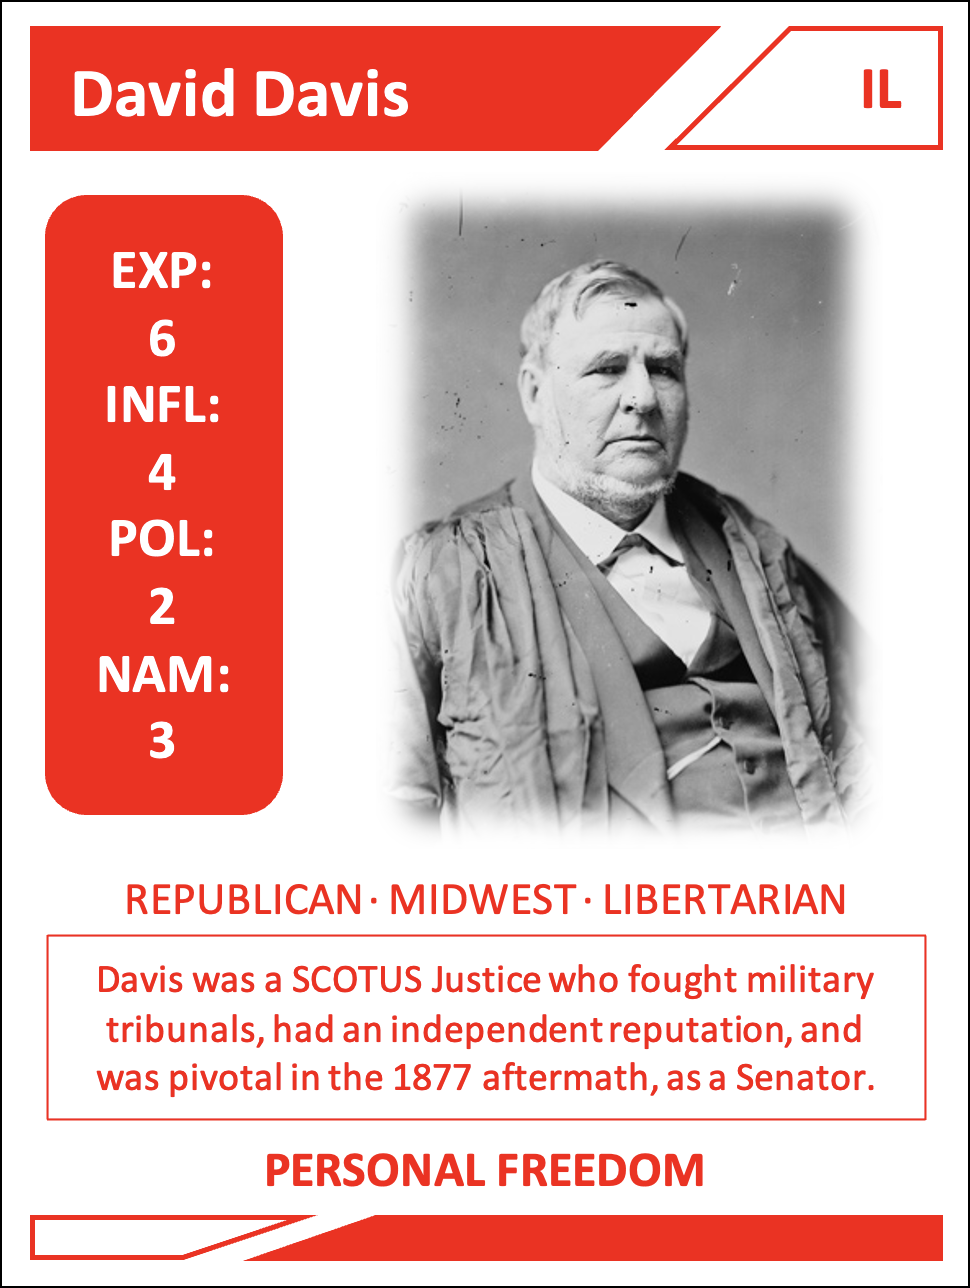 David Davis
IL
EXP:
6
INFL:
4
POL:
2
NAM:
3
REPUBLICAN · MIDWEST · LIBERTARIAN
Davis was a SCOTUS Justice who fought military
tribunals, had an independent reputation, and
was pivotal in the 1877 aftermath, as a Senator.
PERSONAL FREEDOM